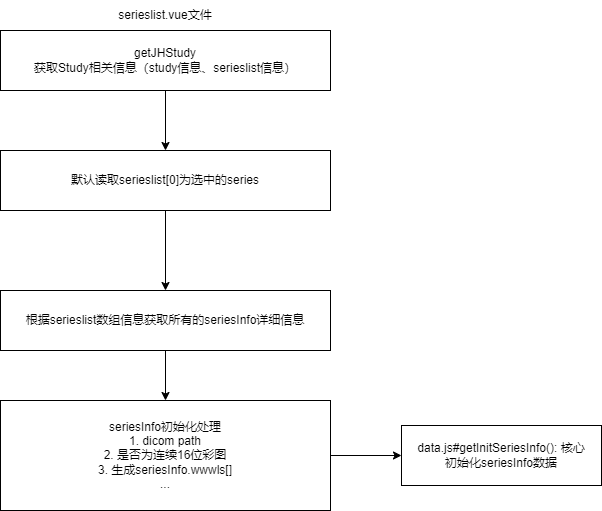 serieslist.vue文件
getJHStudy
获取Study相关信息（study信息、serieslist信息）
默认读取serieslist[0]为选中的series
根据serieslist数组信息获取所有的seriesInfo详细信息
seriesInfo初始化处理
1. dicom path
2. 是否为连续16位彩图
3. 生成seriesInfo.wwwls[]
...
data.js#getInitSeriesInfo(): 核心
初始化seriesInfo数据